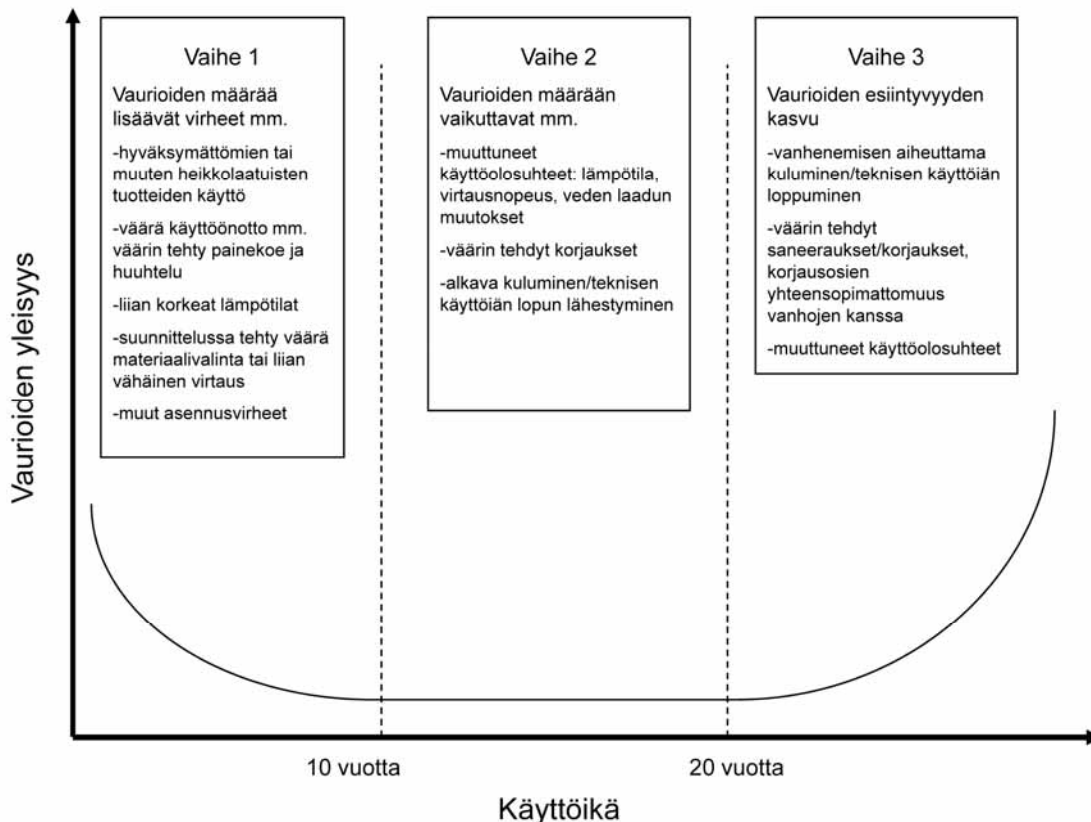 Vaurioiden yleisyys
Vaihe 1
Vaurioiden määrää
lisäävät virheet mm.
-hyväksymättömien tai
muuten heikkolaatuisten
tuotteiden käyttö
-väärä käyttöönotto mm.
väärin tehty painekoe ja
huuhtelu
-liian korkeat lämpötilat
-suunnittelussa tehty väärä
materiaalivalinta tai liian
vähäinen virtaus
-muut asennusvirheet
Vaihe 2
Vaurioiden määrään
vaikuttavat mm.
-muuttuneet
käyttöolosuhteet: lämpötila,
virtausnopeus, veden laadun
muutokset
-väärin tehdyt korjaukset
-alkava kuluminen/teknisen
käyttöiän lopun lähestyminen
Vaihe 3
Vaurioiden esiintyvyyden
kasvu
-vanhenemisen aiheuttama
kuluminen/teknisen käyttöiän
loppuminen
-väärin tehdyt
saneeraukset/korjaukset,
korjausosien
yhteensopimattomuus
vanhojen kanssa
-muuttuneet käyttöolosuhteet
10 vuotta
20 vuotta
Käyttöikä